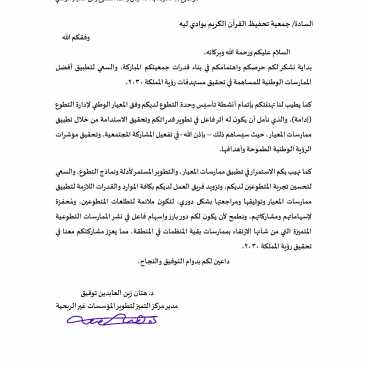 السادة/ جمعية تحفيظ القرآن الكريم بوادي ليه
وفقكم الله
السلام عليكم ورحمة الله وبركاته.
بداية نشكر لكم حرصكم واهتمامكم في بناء قدرات جمعيتكم المباركة، والسعي لتطبيق أفضل
الممارسات الوطنية للمساهمة في تحقيق مستهدفات رؤية المملكة ٢٠٣٠.
كما يطيب لنا تهنئتكم بإتمام أنشطة تأسيس وحدة التطوع لديكم وفق المعيار الوطني لإدارة التطوع
(إدامة)، والذي نأمل أن يكون له أثر فاعل في تطوير قدراتكم وتحقيق الاستدامة من خلال تطبيق
ممارسات المعيار، حيث سيساهم ذلك – بإذن الله- في تفعيل المشاركة المجتمعية، وتحقيق مؤشرات
الرؤية الوطنية الطموحة وأهدافها.
كما نهيب بكم الاستمرار في تطبيق ممارسات المعيار، والتطوير المستمر لأدلة ونماذج التطوع، والسعي
لتحسين تجربة المتطوعين لديكم، وتزويد فريق العمل لديكم بكافة الموارد والقدرات اللازمة لتطبيق
ممارسات المعيار وتوثيقها ومراجعتها بشكل دوري، لتكون ملائمة لتطلعات المتطوعين، ومُحفزة
لإسهاماتهم ومشاركاتهم. ونطمح لأن يكون لكم دور بارز وإسهام فاعل في نشر الممارسات التطوعية
المتميزة التي من شأنها الارتقاء بممارسات بقية المنظمات في المنطقة، مما يعزز مشاركتكم معنا في
تحقيق رؤية المملكة ٢٠٣٠.
داعين لكم بدوام التوفيق والنجاح.
د. هتان زين العابدين توفيق
مدير مركز التميز لتطوير المؤسسات غير الربحية